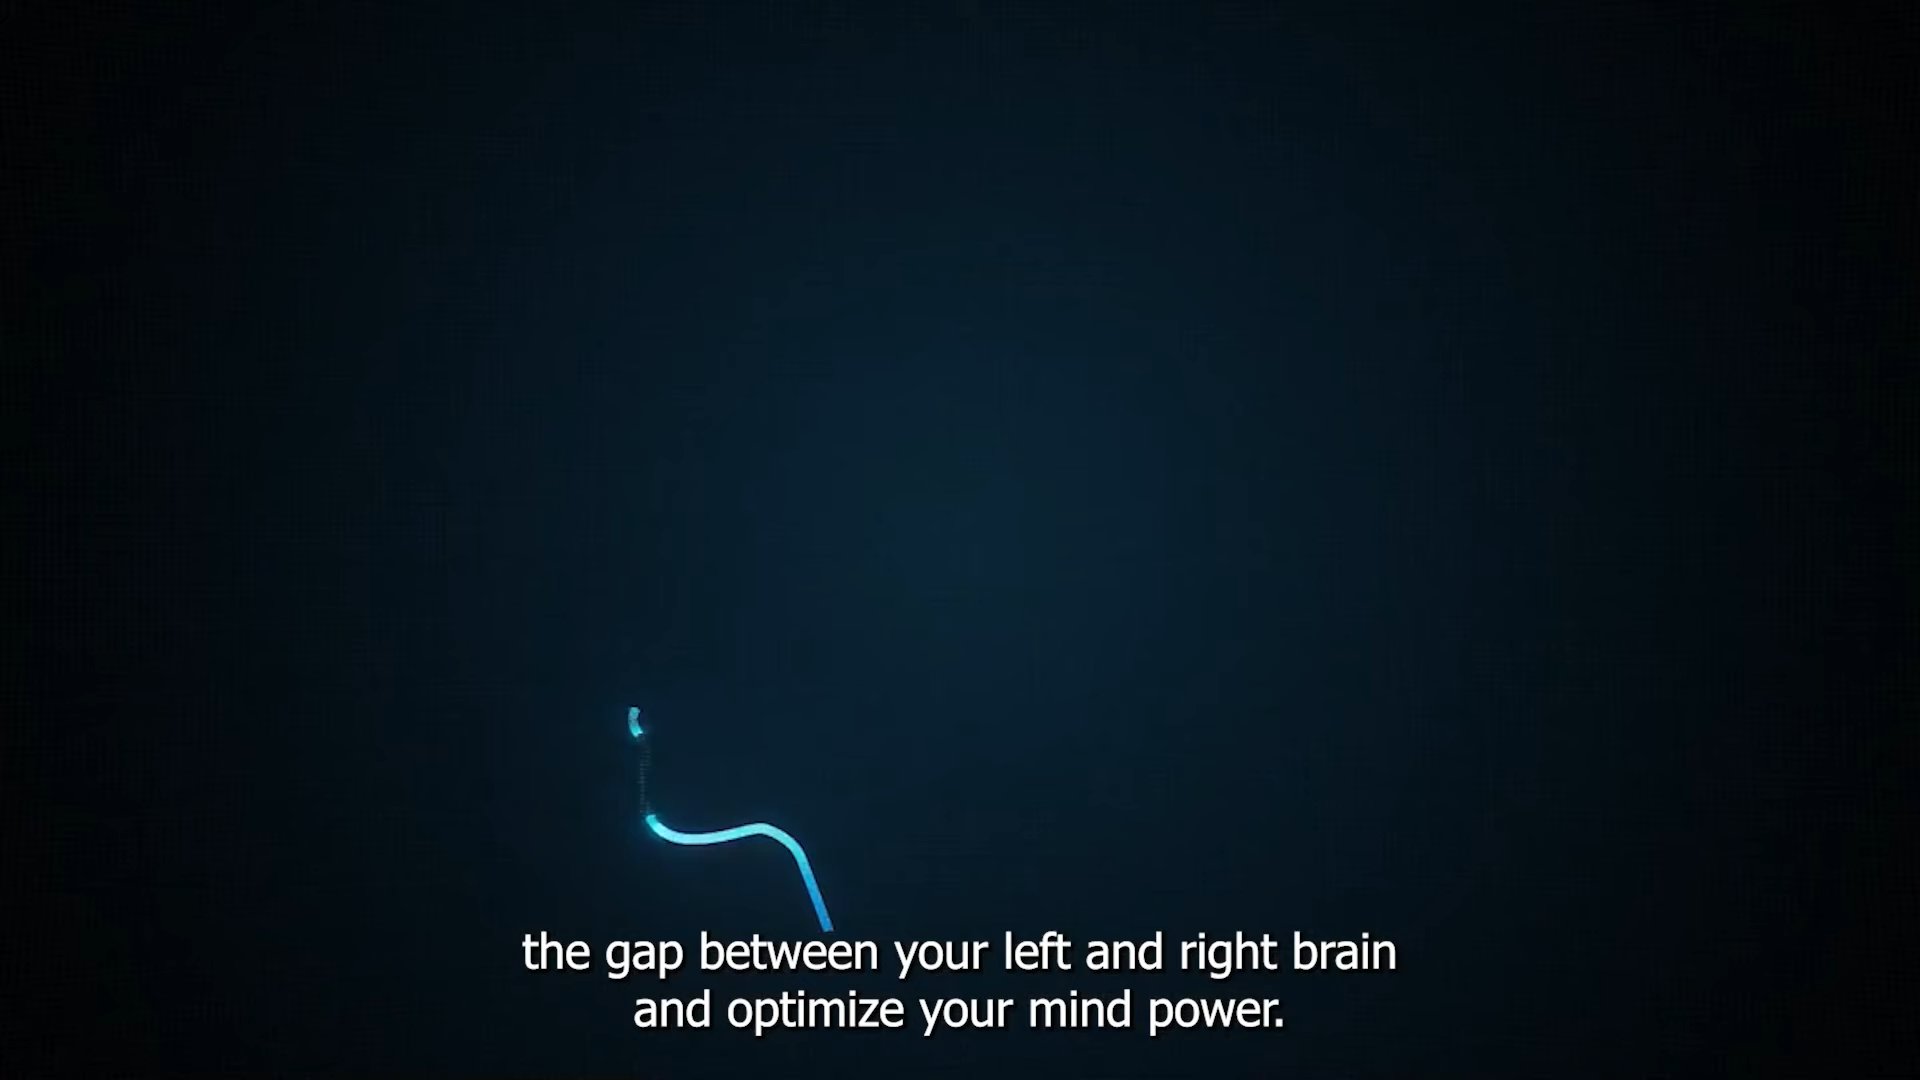 the gap between your left and right brain
and optimize your mind power.